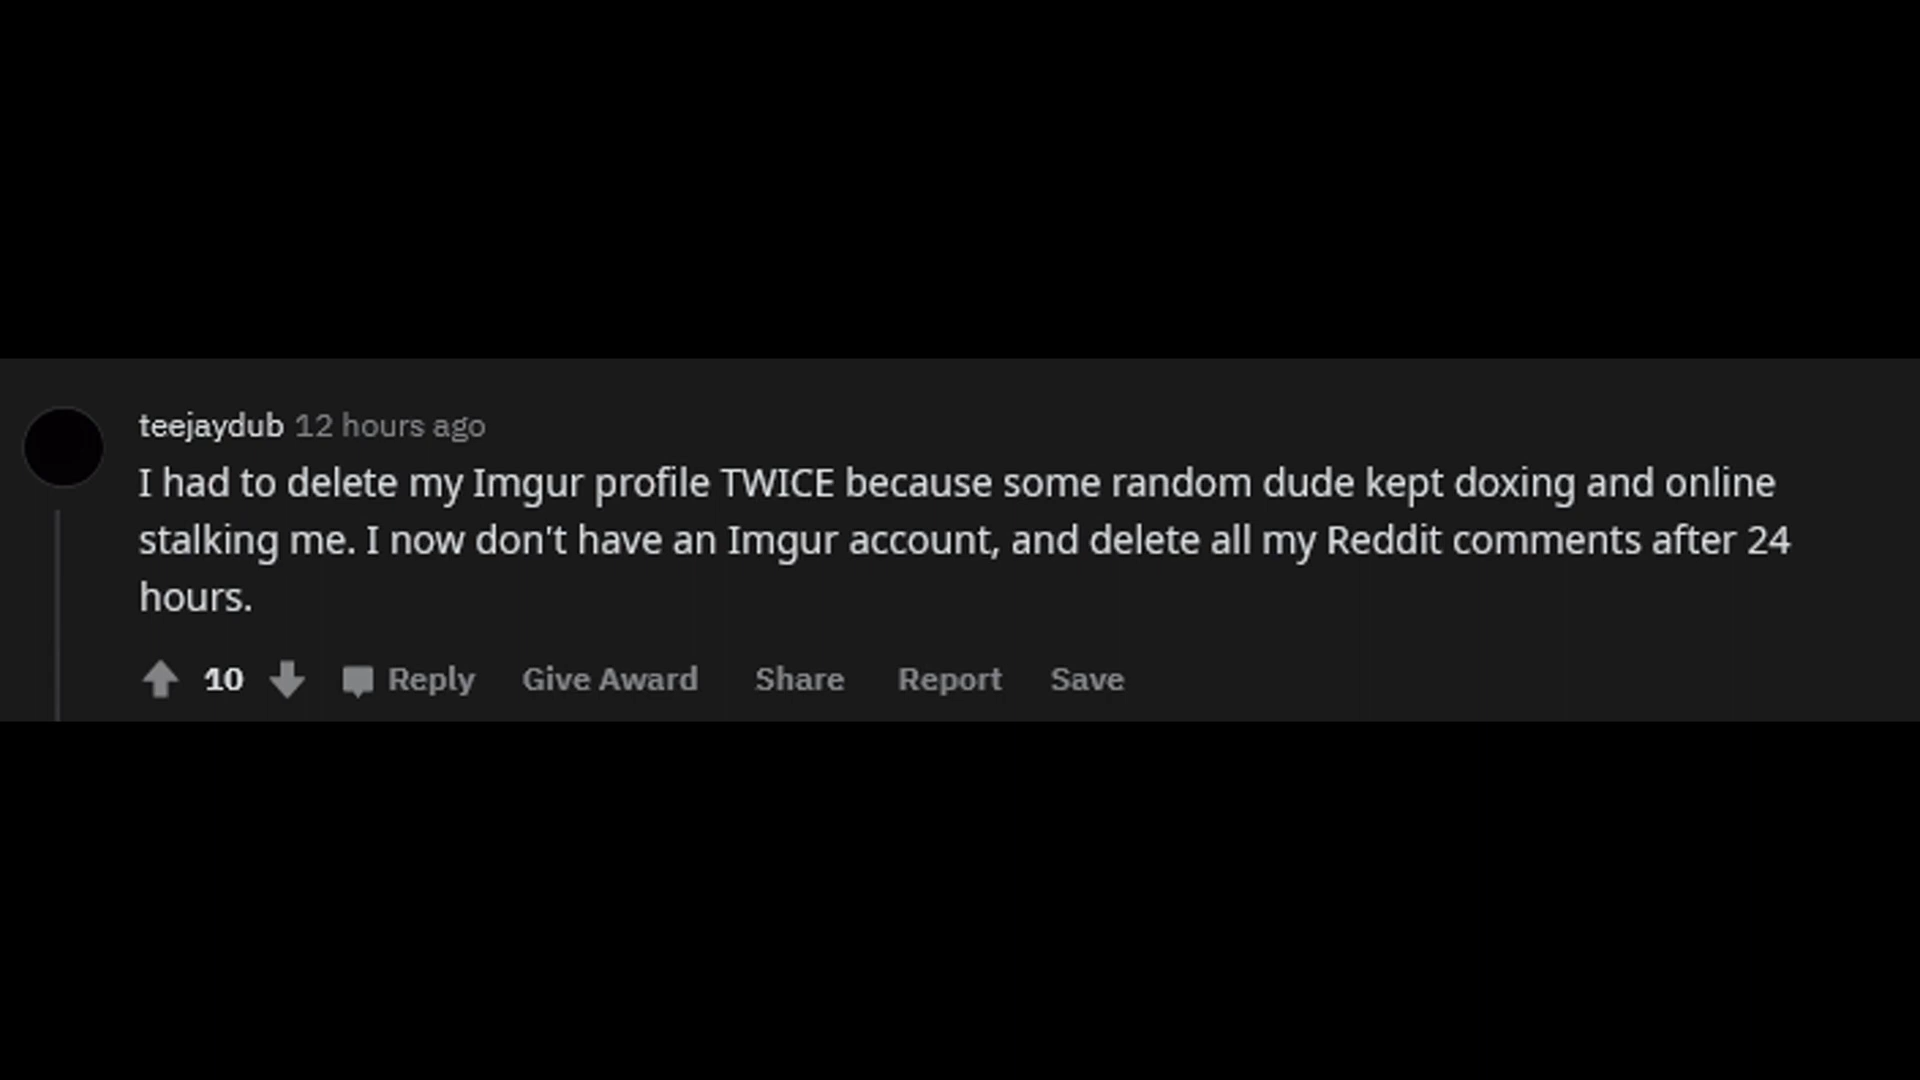 teejaydub 12 hours ago
I had to delete my Imgur profile TWICE because some random dude kept doxing and online
stalking me. I now don't have an Imgur account, and delete all my Reddit comments after 24
hours.
10 Reply Give Award Share Report Save